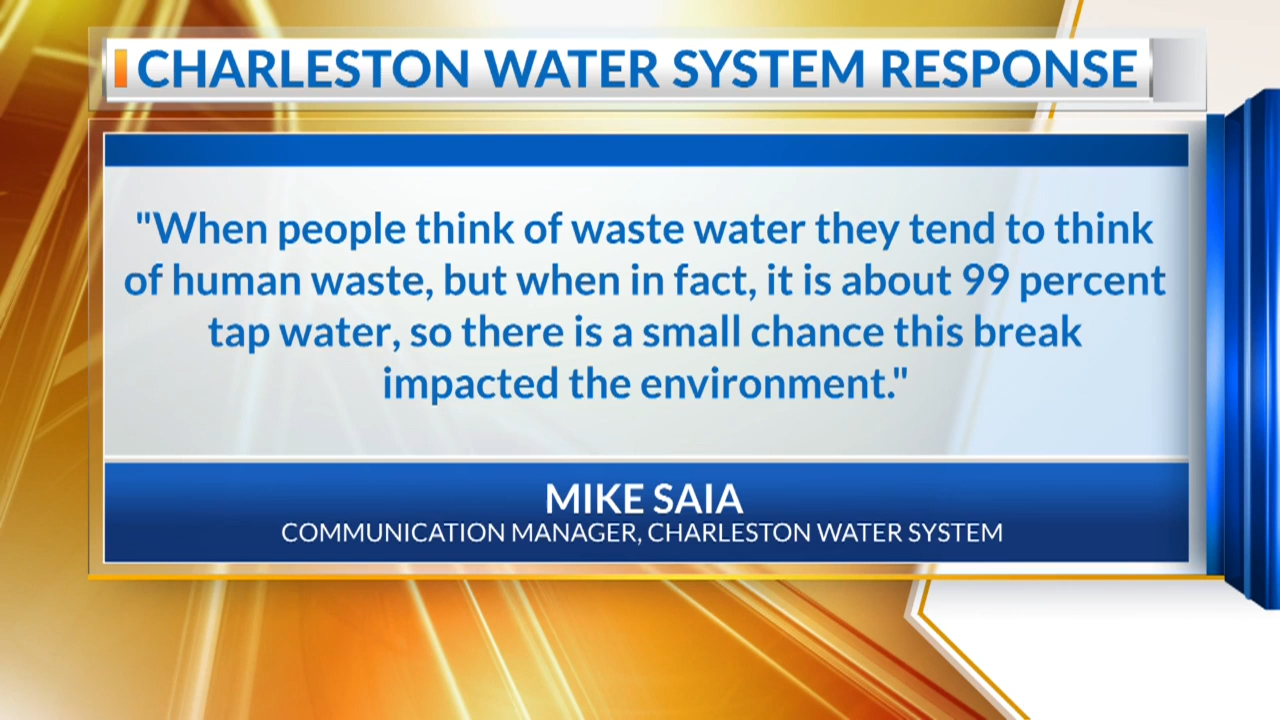 CHARLESTON WATER SYSTEM RESPONSE
"When people think of waste water they tend to think
of human waste, but when in fact, it is about 99 percent
tap water, so there is a small chance this break
impacted the environment."
MIKE SAIA
COMMUNICATION MANAGER, CHARLESTON WATER SYSTEM